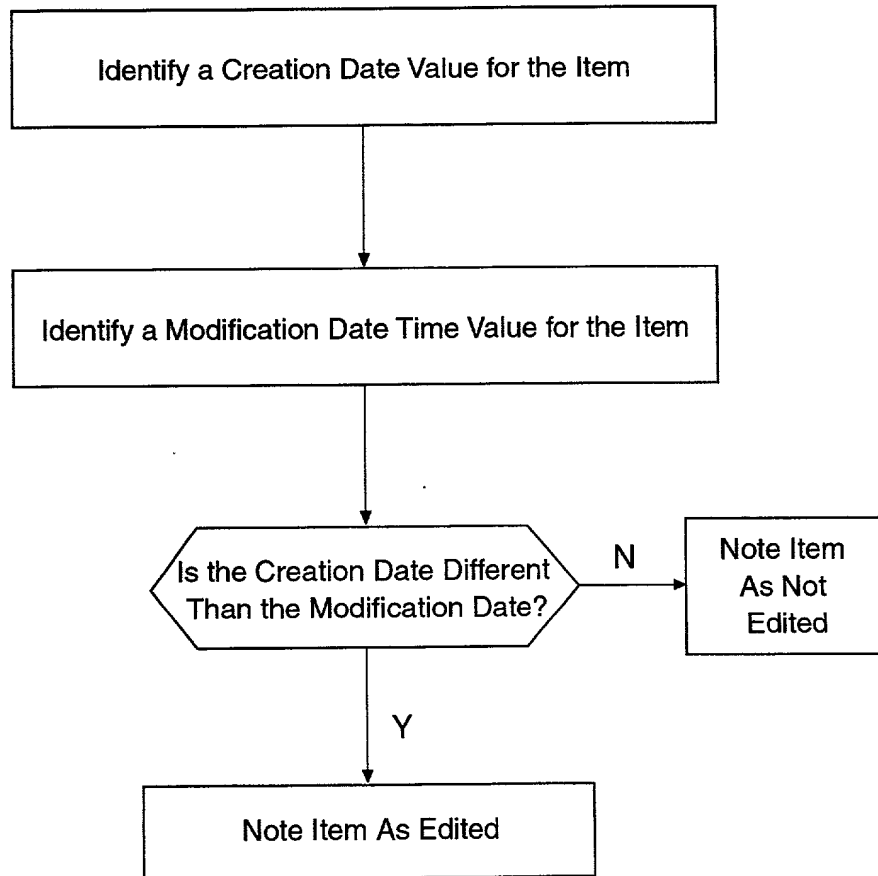 Identify a Creation Date Value for the Item
Identify a Modification Date Time Value for the Item
Is the Creation Date Different
Than the Modification Date?
N
Note Item
As Not
Edited
Y
Note Item As Edited